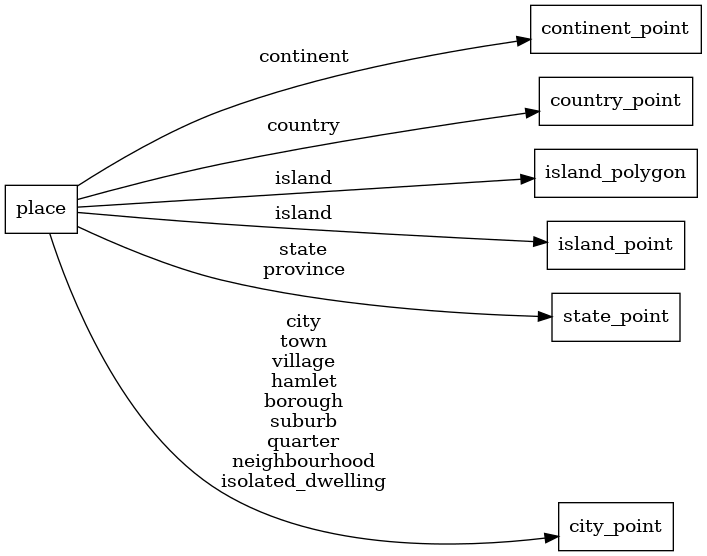 continent_point
continent
country_point
country
island_polygon
island
place
island
island_point
state
province
state_point
city
town
village
hamlet
borough
suburb
quarter
neighbourhood
isolated_dwelling
city_point